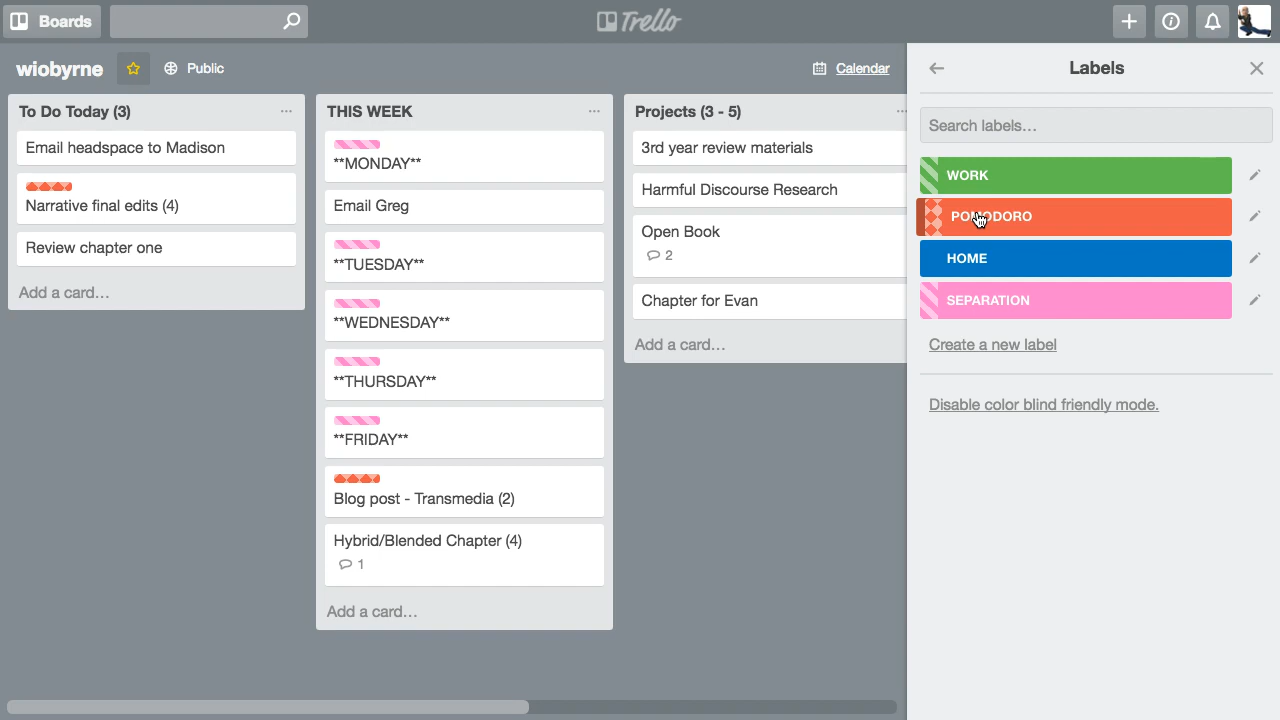 Boards
Trello
wiobyrne
Public
Calendar
To Do Today (3)
Email headspace to Madison
Narrative final edits (4)
Review chapter one
Add a card…
THIS WEEK
**MONDAY**
Email Greg
**TUESDAY**
**WEDNESDAY**
**THURSDAY**
**FRIDAY**
Blog post - Transmedia (2)
Hybrid/Blended Chapter (4)
1
Add a card…
Projects (3 - 5)
3rd year review materials
Harmful Discourse Research
Open Book
2
Chapter for Evan
Add a card…
Labels
Search labels…
WORK
POMODORO
HOME
SEPARATION
Create a new label
Disable color blind friendly mode.